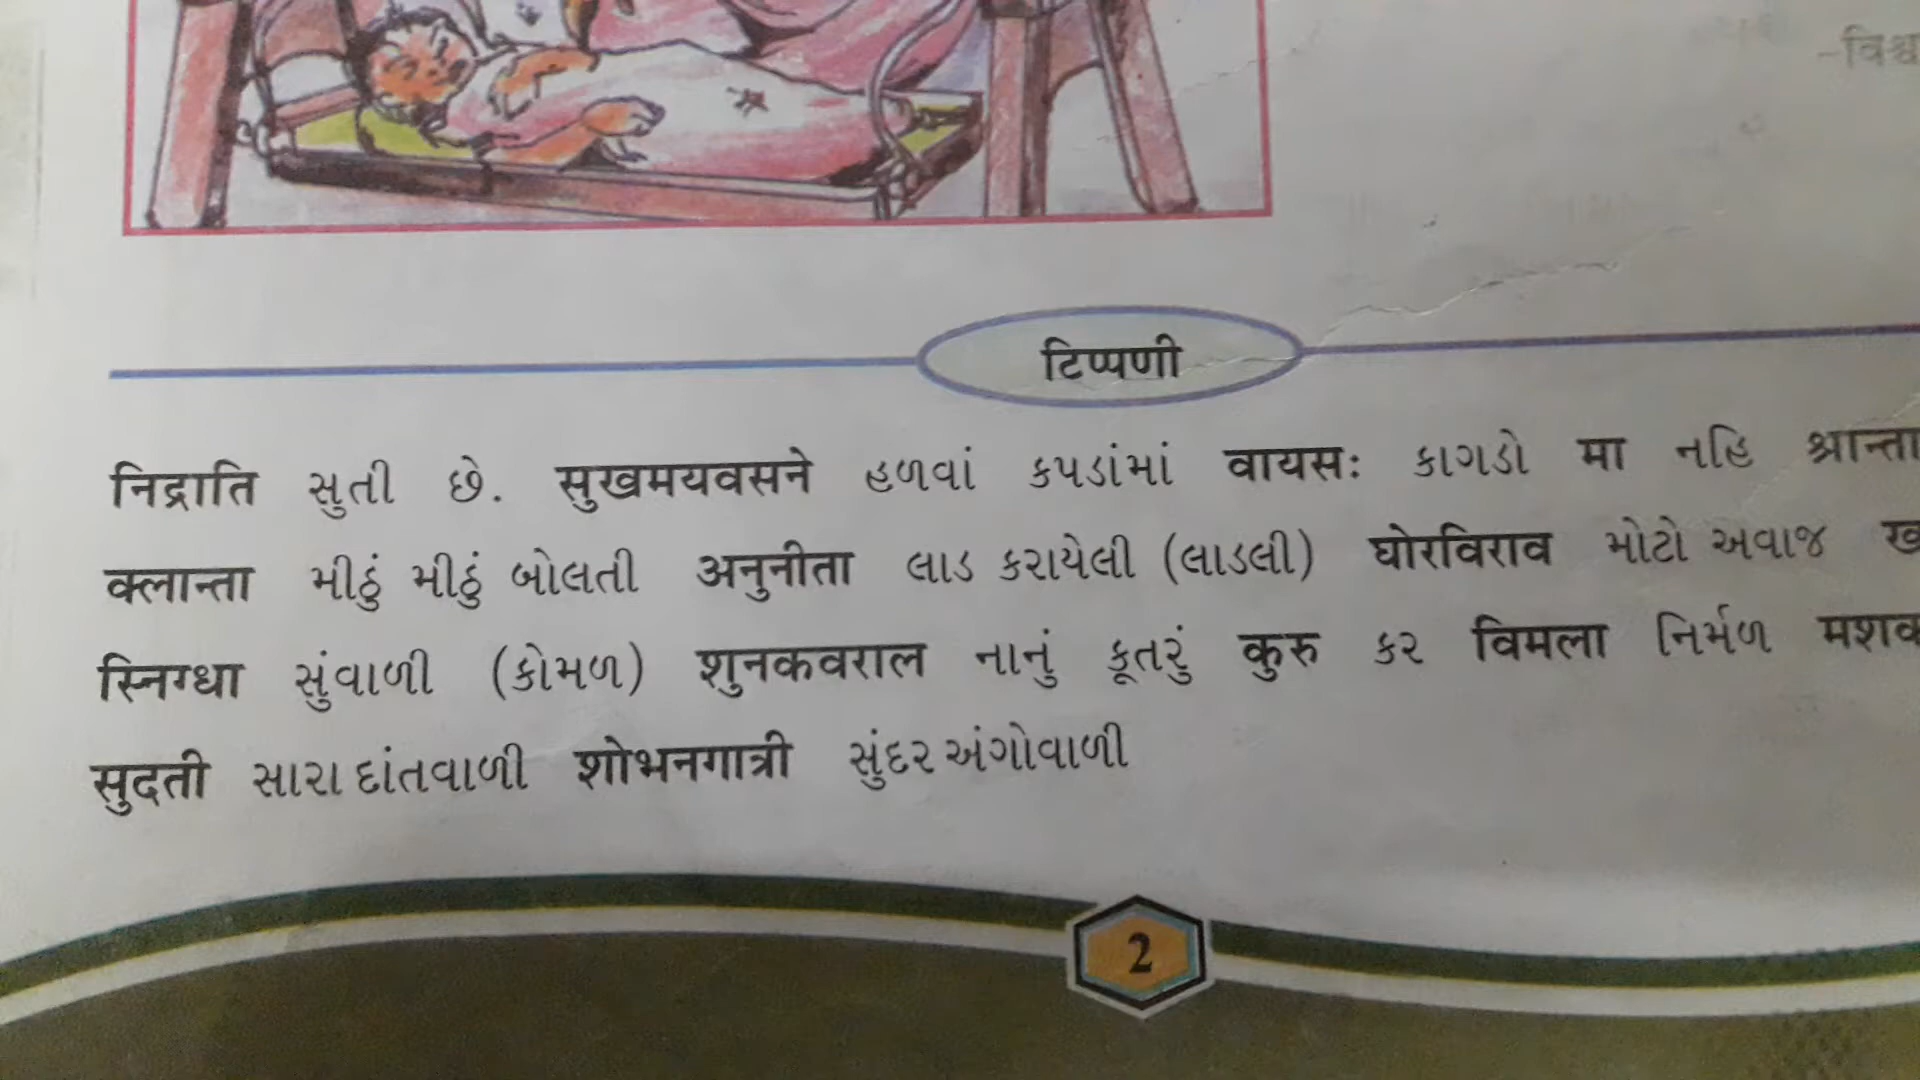 टिप्पणी
निद्राति સુતી છે. सुखमयवसने હળવાં કપડાંમાં वायसः કાગડો मा નહિ श्रान्ता
क्लान्ता મીઠું મીઠું બોલતી अनुनीता લાડ કરાયેલી (લાડલી) घोरविराव મોટો અવાજ
स्निग्धा સુંવાળી (કોમળ) शुनकवराल નાનું કૂતરું कुरु કર विमला નિર્મળ मशक
सुदती સારા દાંતવાળી शोभनगात्री સુંદર અંગોવાળી
2